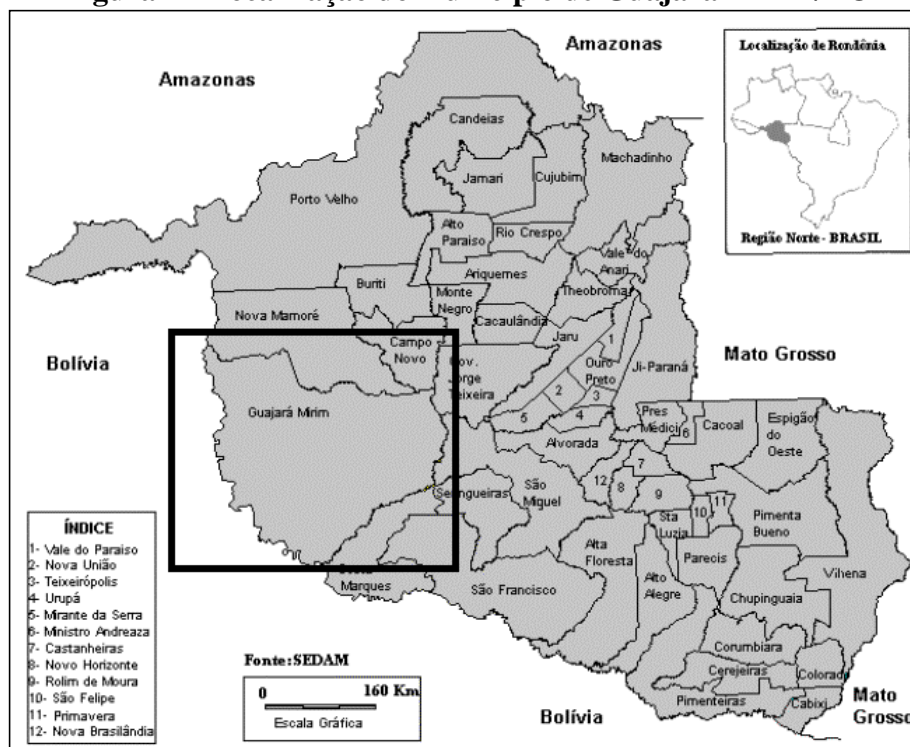 Amazonas
Amazonas
Localização de Rondônia
Região Norte - BRASIL
Candeias
Machadinho
Jamari
Cujubim
Porto Velho
Alto
Paraiso
Rio Crespo
Vale do
Anari
Buriti
Ariquemes
Monte
Negro
Theobroma
Nova Mamoré
Cacaulândia
Campo
Novo
Jaru
1
Bolívia
Gov.
Jorge
Teixeira
Ouro
Preto
Ji-Paraná
Mato Grosso
2
3
Guajará Mirim
5
4
Pres
Médici
6
Cacoal
Espigão
do
Oeste
Alvorada
7
Seringueiras
São
Miguel
12
8
9
10
11
Sta
Luzia
Pimenta
Bueno
ÍNDICE
1- Vale do Paraiso
2- Nova União
3- Teixeirópolis
4- Urupá
5- Mirante da Serra
6- Ministro Andreaza
7- Castanheiras
8- Novo Horizonte
9- Rolim de Moura
10- São Felipe
11- Primavera
12- Nova Brasilândia
Alta
Floresta
Parecis
Vilhena
Marques
São Francisco
Alto
Alegre
Chupinguaia
Corumbiara
Fonte:SEDAM
0 160 Km
Escala Gráfica
Cerejeiras
Colorado
Pimenteiras
Cabixi
Mato
Grosso
Bolívia